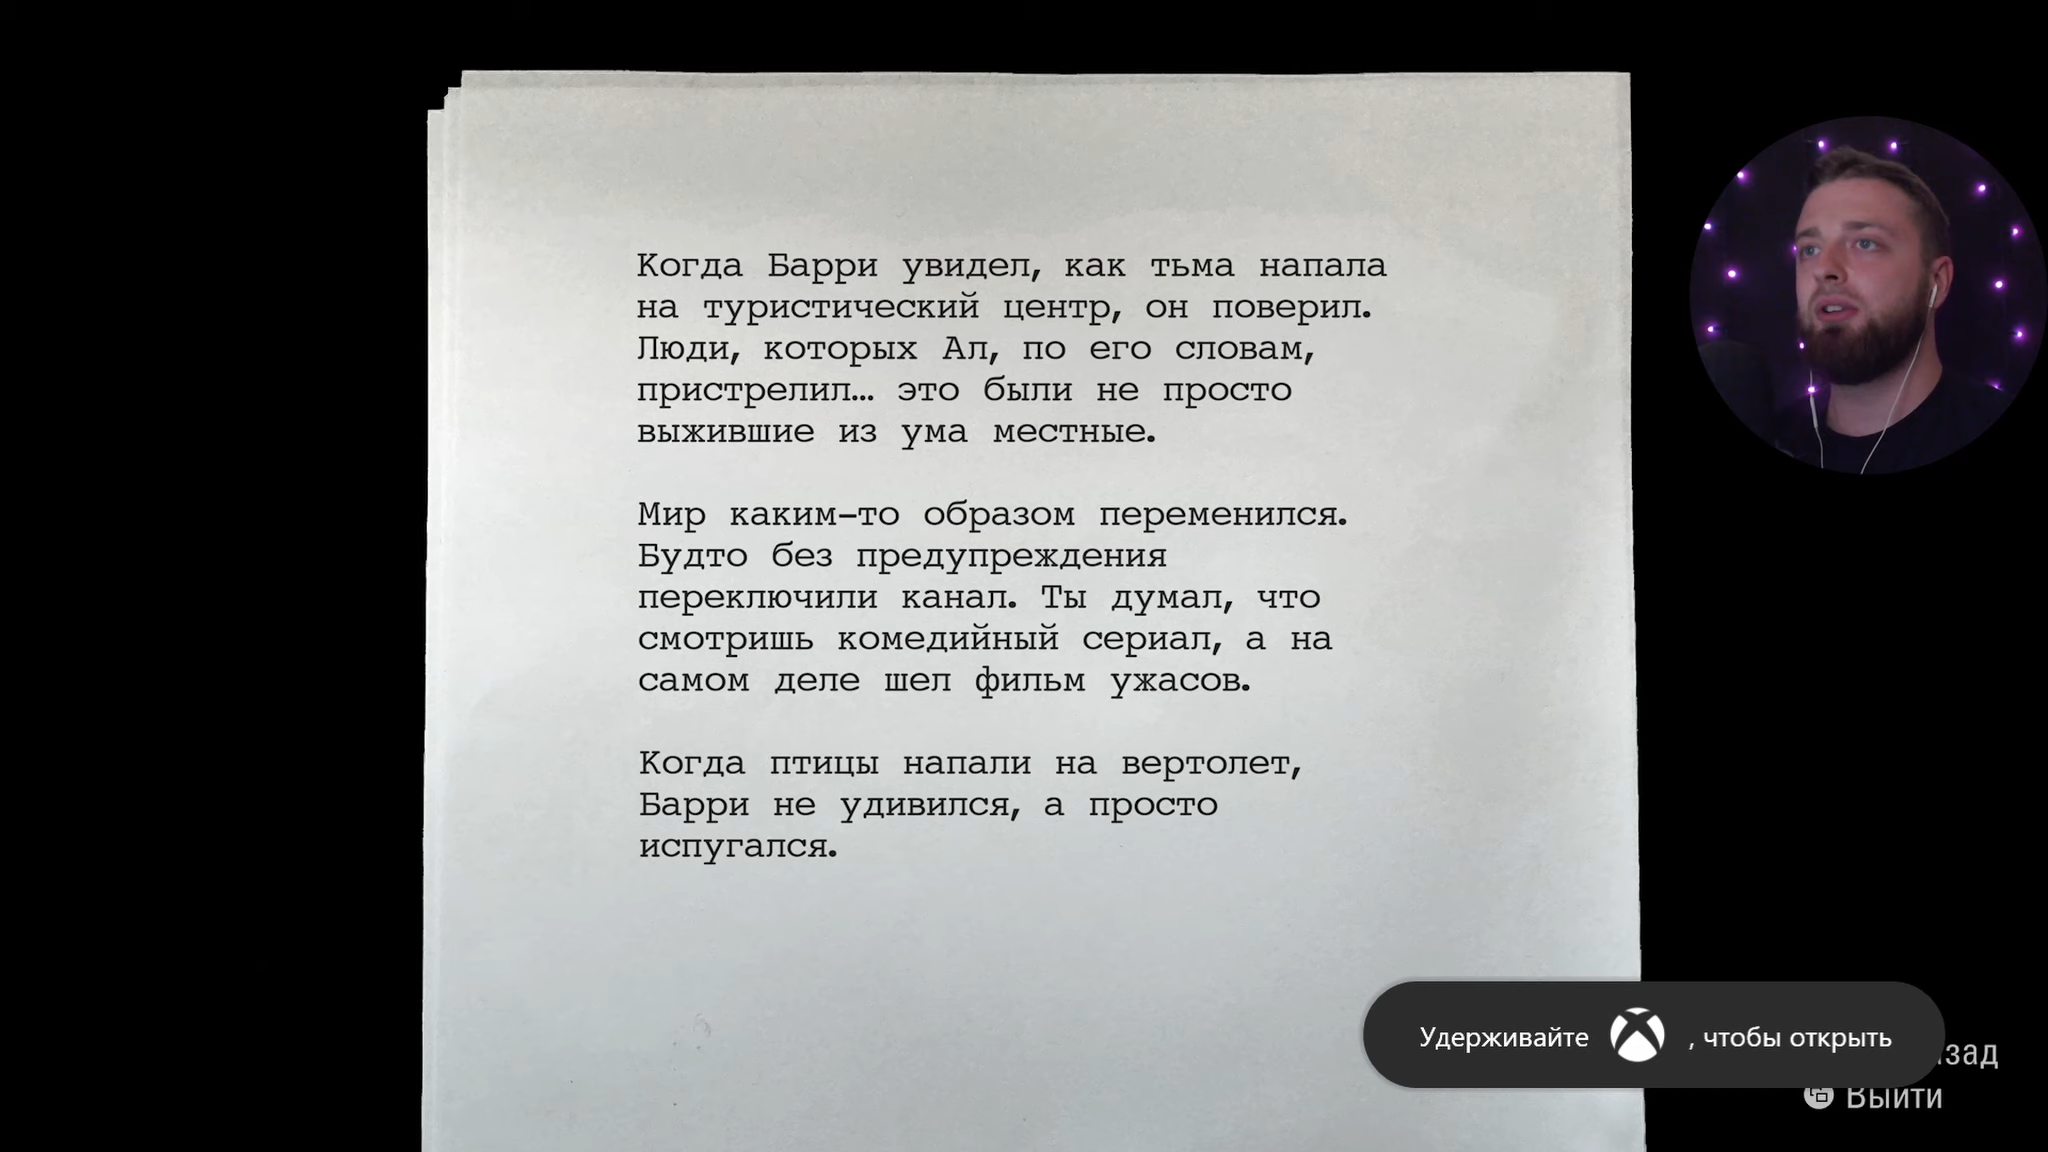 Когда Барри увидел, как тьма напала
на туристический центр, он поверил.
Люди, которых Ал, по его словам,
пристрелил… это были не просто
выжившие из ума местные.
Мир каким-то образом переменился.
Будто без предупреждения
переключили канал. Ты думал, что
смотришь комедийный сериал, а на
самом деле шел фильм ужасов.
Когда птицы напали на вертолет,
Барри не удивился, а просто
испугался.
Удерживайте , чтобы открыть
Выйти